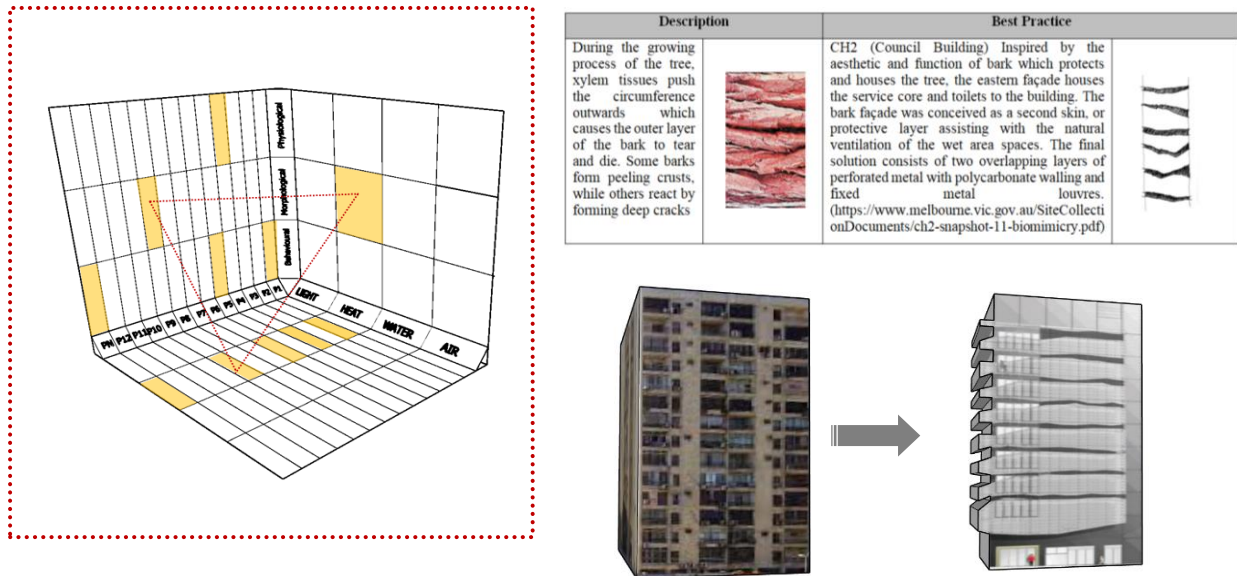 Physiological
Morphological
Behavioural
PN P12 P11 P10 P9 P8 P7 P6 P5 P4 P3 P2 P1
LIGHT HEAT WATER AIR
Description
During the growing
process of the tree,
xylem tissues push
the circumference
outwards which
causes the outer layer
of the bark to tear
and die. Some barks
form peeling crusts,
while others react by
forming deep cracks
Best Practice
CH2 (Council Building) Inspired by the
aesthetic and function of bark which protects
and houses the tree, the eastern façade houses
the service core and toilets to the building. The
bark façade was conceived as a second skin, or
protective layer assisting with the natural
ventilation of the wet area spaces. The final
solution consists of two overlapping layers of
perforated metal with polycarbonate walling and
fixed metal louvres.
(https://www.melbourne.vic.gov.au/SiteCollecti
onDocuments/ch2-snapshot-11-biomimicry.pdf)